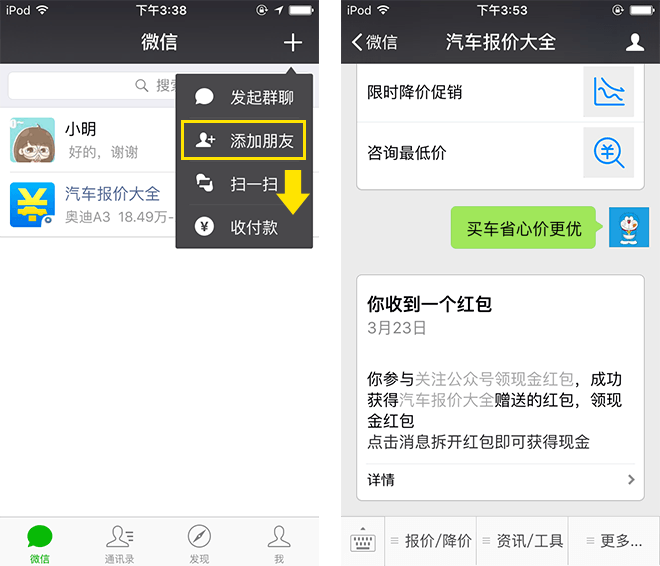 iPod 下午3:38
微信
搜索
发起群聊
小明
好的，谢谢
添加朋友
汽车报价大全
奥迪A3 18.49万-
扫一扫
收付款
微信 通讯录 发现 我
iPod 下午3:53
微信 汽车报价大全
限时降价促销
咨询最低价
买车省心价更优
你收到一个红包
3月23日
你参与关注公众号领现金红包，成功
获得汽车报价大全赠送的红包，领现
金红包
点击消息拆开红包即可获得现金
详情
报价/降价 资讯/工具 更多...